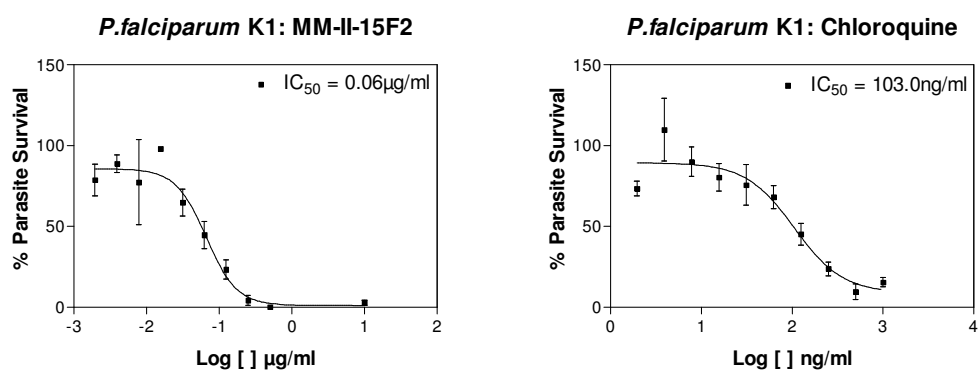 P.falciparum K1: MM-II-15F2
150
100
50
0
% Parasite Survival
IC50 = 0.06µg/ml
-3 -2 -1 0 1 2
Log [ ] µg/ml
P.falciparum K1: Chloroquine
150
100
50
0
% Parasite Survival
IC50 = 103.0ng/ml
0 1 2 3 4
Log [ ] ng/ml